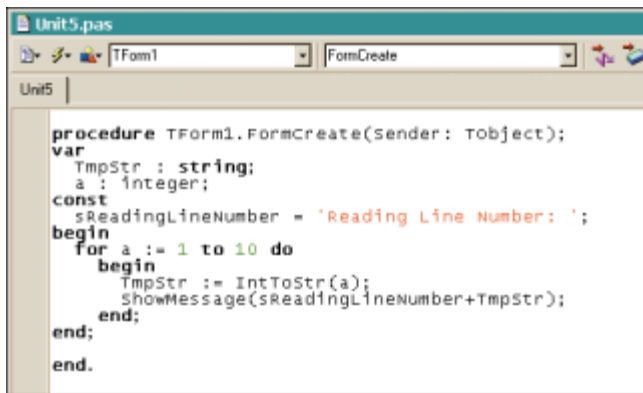 Unit5.pas
TForm1 FormCreate
Unit5
procedure TForm1.FormCreate(Sender: TObject);
var
  TmpStr : string;
  a : integer;
const
  sReadingLineNumber = 'Reading Line Number: ';
begin
  for a := 1 to 10 do
    begin
      TmpStr := IntToStr(a);
      ShowMessage(sReadingLineNumber+TmpStr);
    end;
end;
end.